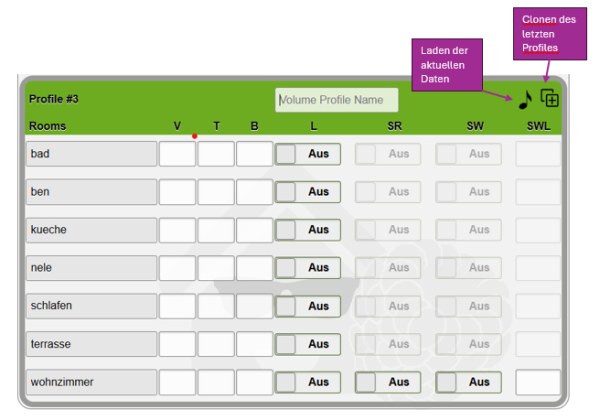 Clonen des
letzten
Profiles
Laden der
aktuellen
Daten
Profile #3 Volume Profile Name
Rooms V T B L SR SW SWL
bad Aus Aus Aus
ben Aus Aus Aus
kueche Aus Aus Aus
nele Aus Aus Aus
schlafen Aus Aus Aus
terrasse Aus Aus Aus
wohnzimmer Aus Aus Aus